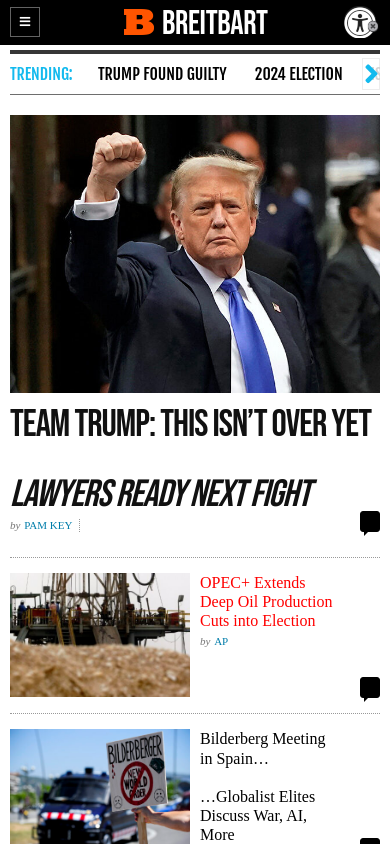 BREITBART
TRENDING:
TRUMP FOUND GUILTY
2024 ELECTION
TEAM TRUMP: THIS ISN'T OVER YET
LAWYERS READY NEXT FIGHT
by PAM KEY
OPEC+ Extends
Deep Oil Production
Cuts into Election
by AP
BILDERBERGER
NEW
WORLD
ORDER
Bilderberg Meeting
in Spain…
…Globalist Elites
Discuss War, AI,
More